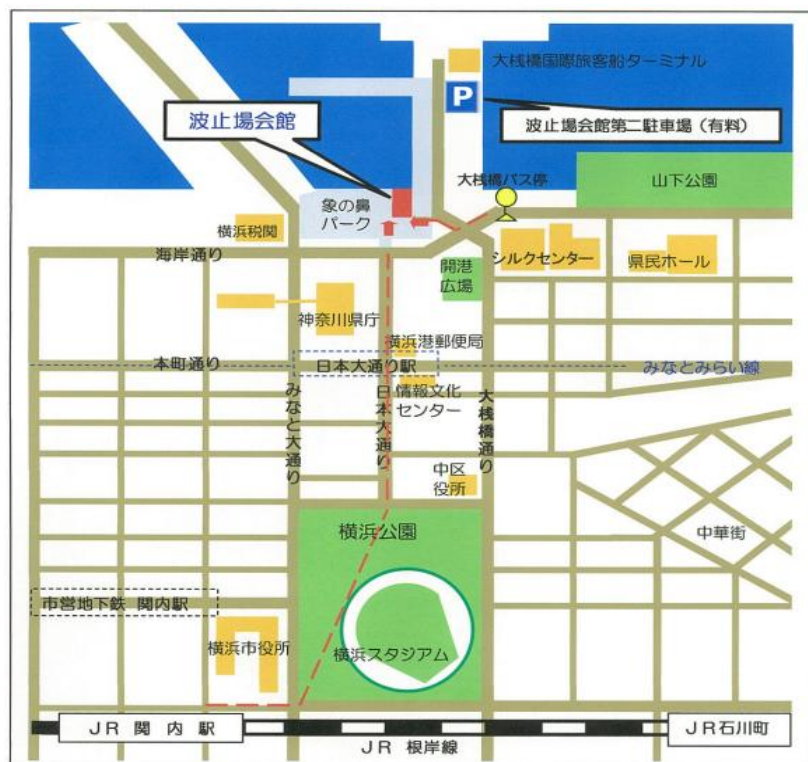 大桟橋国際旅客船ターミナル
P
波止場会館
波止場会館第二駐車場（有料）
大桟橋バス停
山下公園
象の鼻
パーク
横浜税関
海岸通り
開港
広場
シルクセンター
県民ホール
神奈川県庁
横浜港郵便局
本町通り
日本大通り駅
みなとみらい線
情報文化
センター
みなと大通り
日本大通り
大桟橋通り
中区
役所
横浜公園
中華街
市営地下鉄 関内駅
横浜市役所
横浜スタジアム
ＪＲ 関 内 駅
ＪＲ石川町
ＪＲ 根岸線